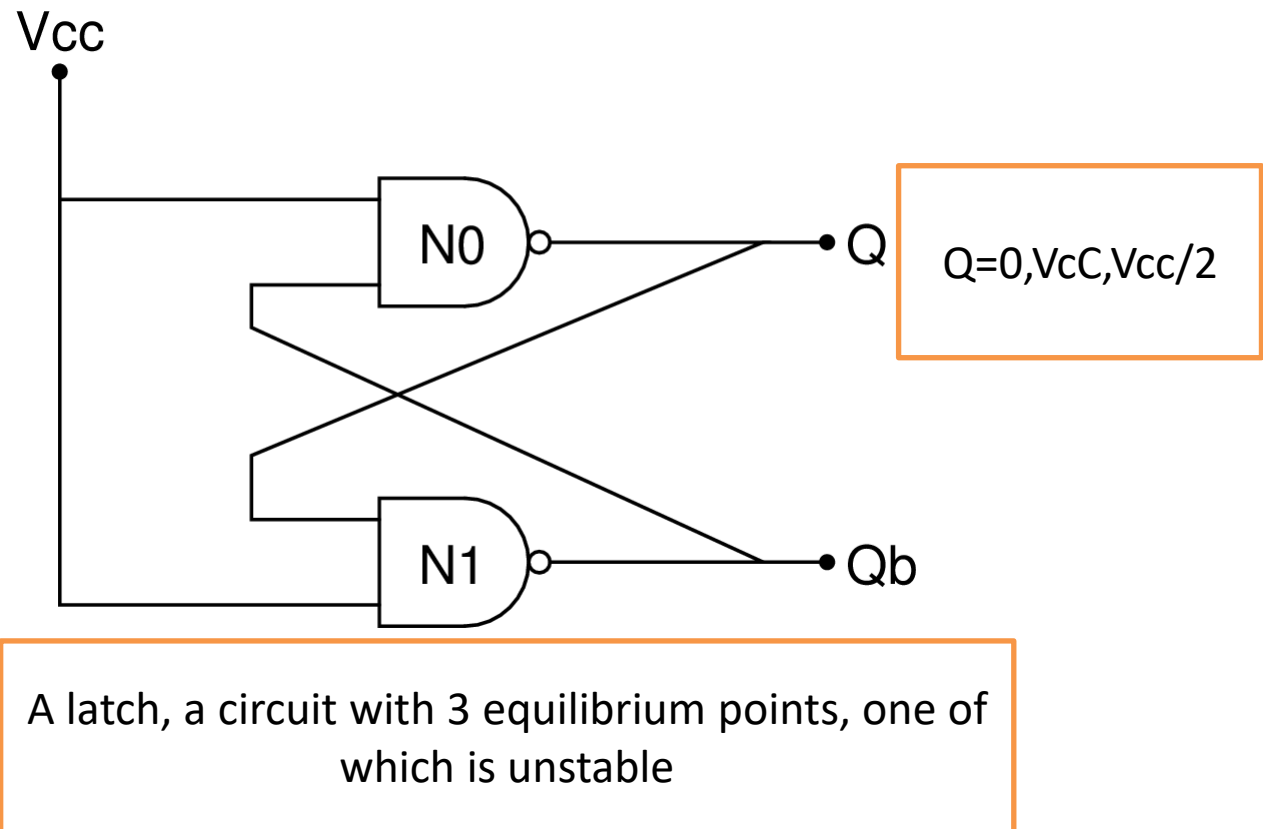 Vcc
N0
Q
Q=0,VcC,Vcc/2
N1
Qb
A latch, a circuit with 3 equilibrium points, one of
which is unstable